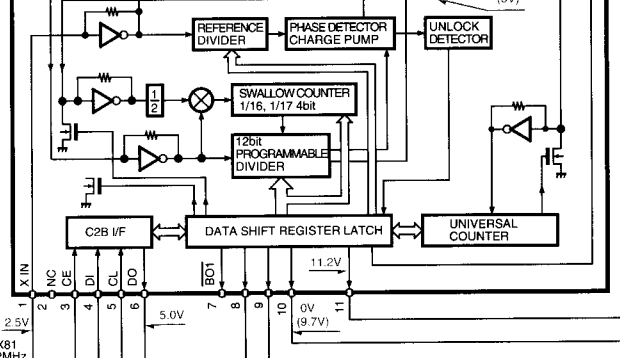 (5V)
REFERENCE
DIVIDER
PHASE DETECTOR
CHARGE PUMP
UNLOCK
DETECTOR
1
2
SWALLOW COUNTER
1/16, 1/17 4bit
12bit
PROGRAMMABLE
DIVIDER
C2B I/F
DATA SHIFT REGISTER LATCH
UNIVERSAL
COUNTER
X IN
NC
CE
DI
CL
DO
BO1
11.2V
1
2
3
4
5
6
7
8
9
10
11
2.5V
5.0V
0V
(9.7V)
X81